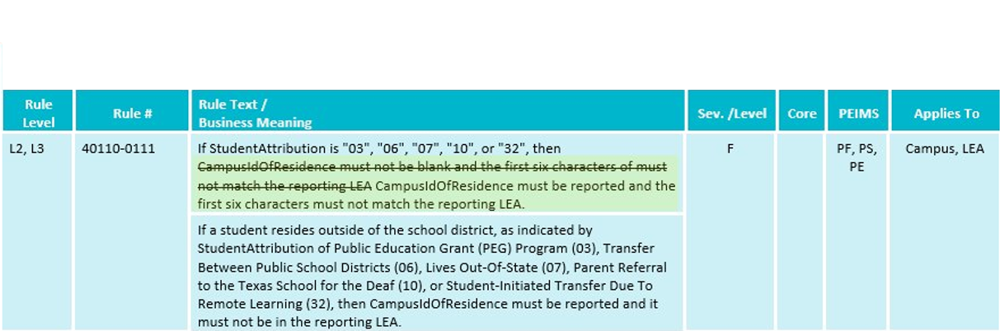 Rule Level
Rule #
Rule Text /
Business Meaning
Sev. /Level
Core
PEIMS
Applies To
L2, L3
40110-0111
If StudentAttribution is "03", "06", "07", "10", or "32", then
CampusIdOfResidence must not be blank and the first six characters of must
not match the reporting LEA CampusIdOfResidence must be reported and the
first six characters must not match the reporting LEA.
F
PF, PS,
PE
Campus, LEA
If a student resides outside of the school district, as indicated by
StudentAttribution of Public Education Grant (PEG) Program (03), Transfer
Between Public School Districts (06), Lives Out-Of-State (07), Parent Referral
to the Texas School for the Deaf (10), or Student-Initiated Transfer Due To
Remote Learning (32), then CampusIdOfResidence must be reported and it
must not be in the reporting LEA.